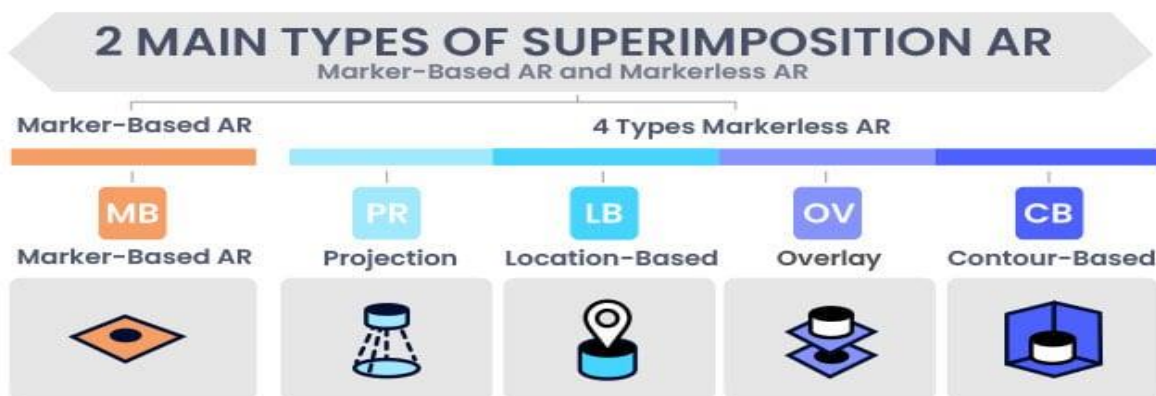 2 MAIN TYPES OF SUPERIMPOSITION AR
Marker-Based AR and Markerless AR
Marker-Based AR
4 Types Markerless AR
MB
PR
LB
OV
CB
Marker-Based AR
Projection
Location-Based
Overlay
Contour-Based